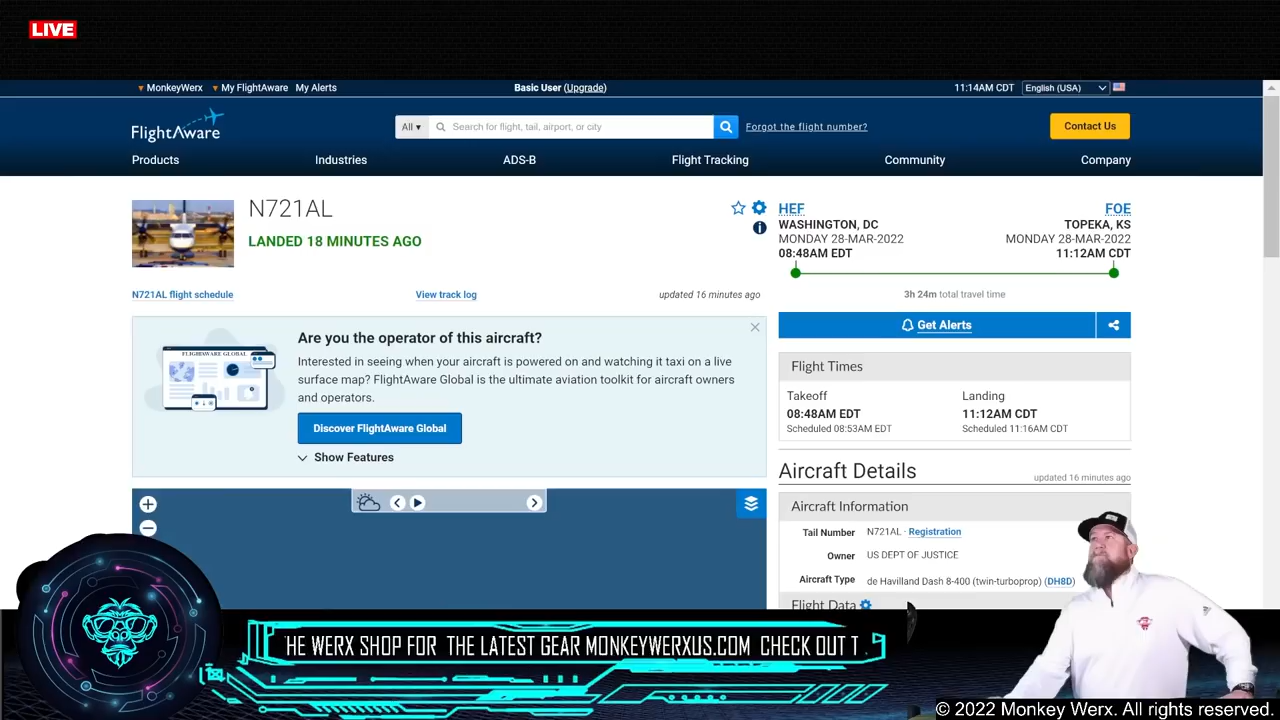 LIVE
MonkeyWerx My FlightAware My Alerts Basic User (Upgrade) 11:14AM CDT English (USA)
FlightAware
All Search for flight, tail, airport, or city Forgot the flight number? Contact Us
Products Industries ADS-B Flight Tracking Community Company
N721AL
LANDED 18 MINUTES AGO
N721AL flight schedule View track log updated 16 minutes ago
Are you the operator of this aircraft?
FLIGHTAWARE GLOBAL
Interested in seeing when your aircraft is powered on and watching it taxi on a live
surface map? FlightAware Global is the ultimate aviation toolkit for aircraft owners
and operators.
Discover FlightAware Global
Show Features
HEF FOE
WASHINGTON, DC TOPEKA, KS
MONDAY 28-MAR-2022 MONDAY 28-MAR-2022
08:48AM EDT 11:12AM CDT
3h 24m total travel time
Get Alerts
Flight Times
Takeoff Landing
08:48AM EDT 11:12AM CDT
Scheduled 08:53AM EDT Scheduled 11:16AM CDT
Aircraft Details updated 16 minutes ago
Aircraft Information
Tail Number N721AL · Registration
Owner US DEPT OF JUSTICE
Aircraft Type de Havilland Dash 8-400 (twin-turboprop) (DH8D)
Flight Data
HE WERX SHOP FOR THE LATEST GEAR MONKEYWERXUS.COM CHECK OUT T
© 2022 Monkey Werx. All rights reserved.